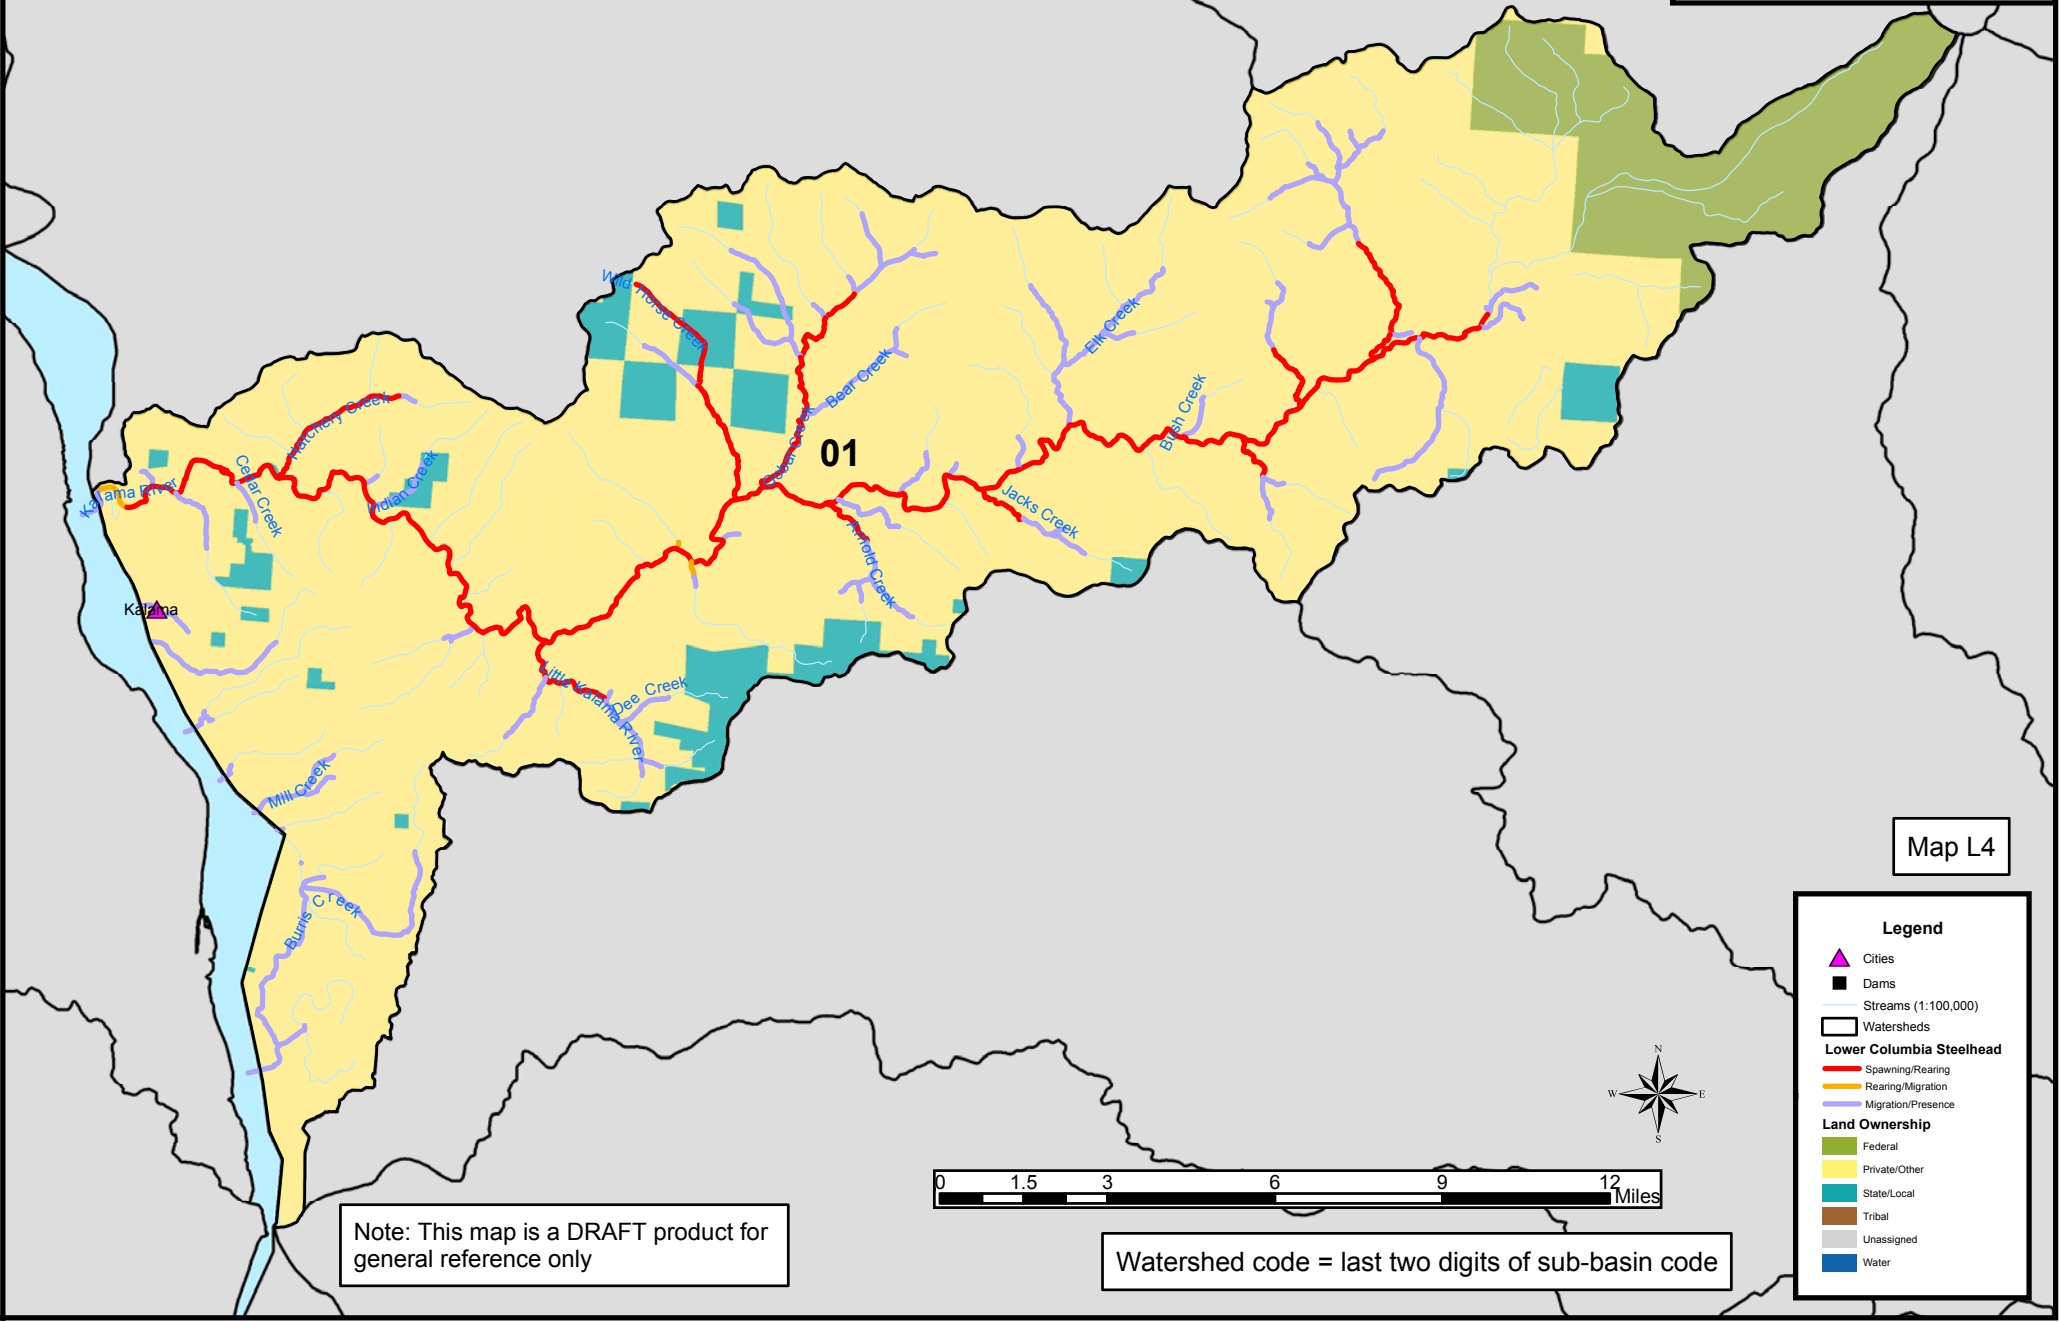 Wild Horse Creek
Elk Creek
Bear Creek
Bush Creek
Hatchery Creek
Gobar Creek
01
Cedar Creek
Indian Creek
Kalama River
Jacks Creek
Arnold Creek
Kalama
Little Kalama River
Dee Creek
Mill Creek
Burris Creek
Map L4
Legend
Cities
Dams
Streams (1:100,000)
Watersheds
Lower Columbia Steelhead
Spawning/Rearing
Rearing/Migration
Migration/Presence
Land Ownership
Federal
Private/Other
State/Local
Tribal
Unassigned
Water
N
W E
S
0 1.5 3 6 9 12
Miles
Note: This map is a DRAFT product for
general reference only
Watershed code = last two digits of sub-basin code